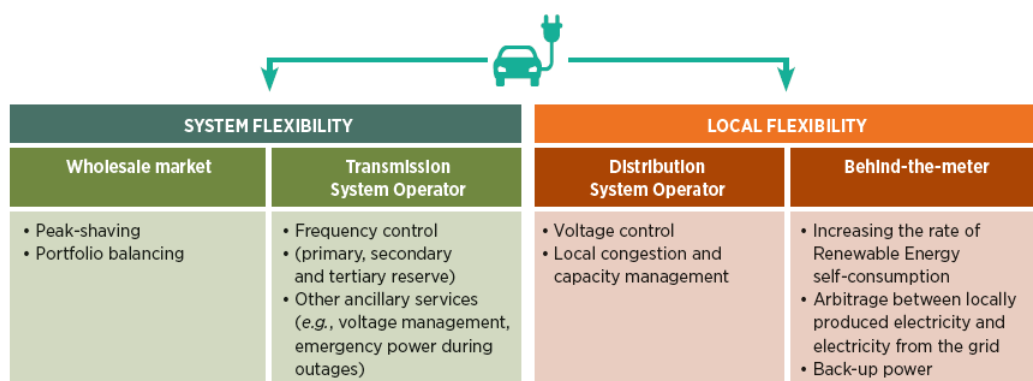 SYSTEM FLEXIBILITY
LOCAL FLEXIBILITY
Wholesale market
Transmission
System Operator
Distribution
System Operator
Behind-the-meter
• Peak-shaving
• Portfolio balancing
• Frequency control
• (primary, secondary
and tertiary reserve)
• Other ancillary services
(e.g., voltage management,
emergency power during
outages)
• Voltage control
• Local congestion and
capacity management
• Increasing the rate of
Renewable Energy
self-consumption
• Arbitrage between locally
produced electricity and
electricity from the grid
• Back-up power